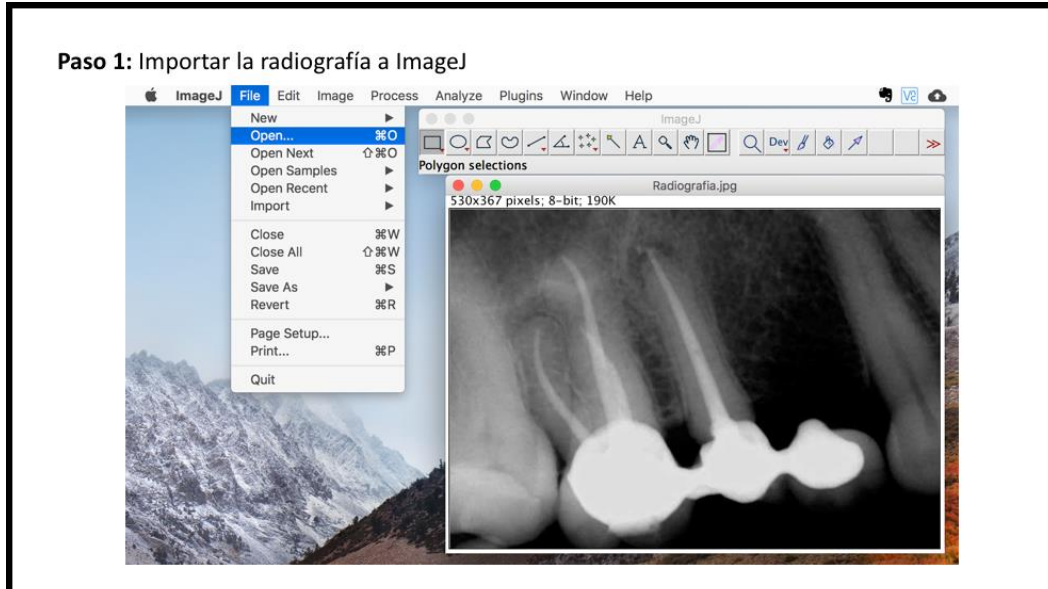 Paso 1: Importar la radiografía a ImageJ
ImageJ File Edit Image Process Analyze Plugins Window Help
New
Open... ⌘O
Open Next ⇧⌘O
Open Samples
Open Recent
Import
Close ⌘W
Close All ⇧⌘W
Save ⌘S
Save As
Revert ⌘R
Page Setup...
Print... ⌘P
Quit
ImageJ
A Dev
Polygon selections
Radiografia.jpg
530x367 pixels; 8-bit; 190K